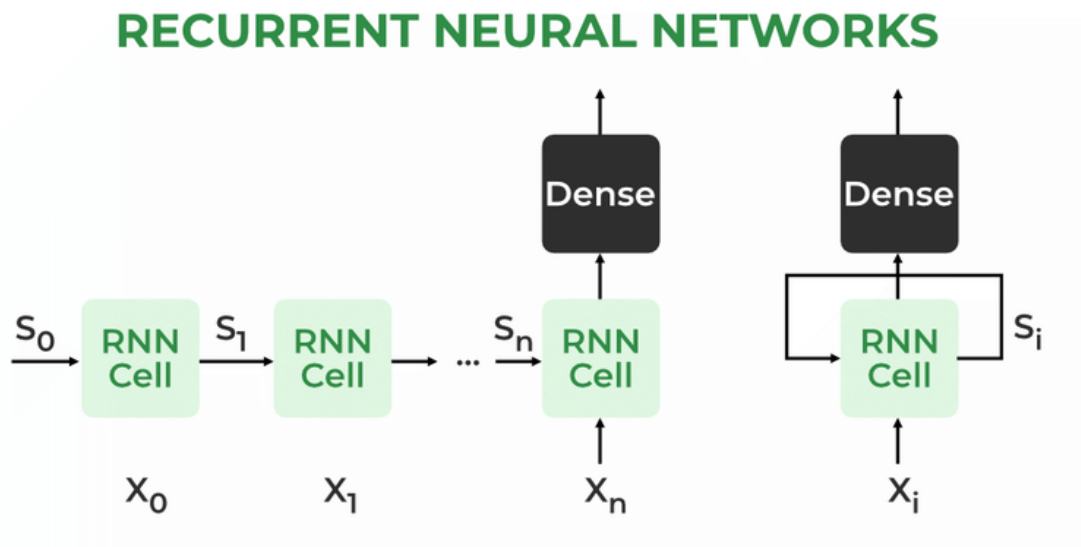 RECURRENT NEURAL NETWORKS
Dense
Dense
S0
RNN
Cell
S1
RNN
Cell
...
Sn
RNN
Cell
RNN
Cell
Si
X0
X1
Xn
Xi